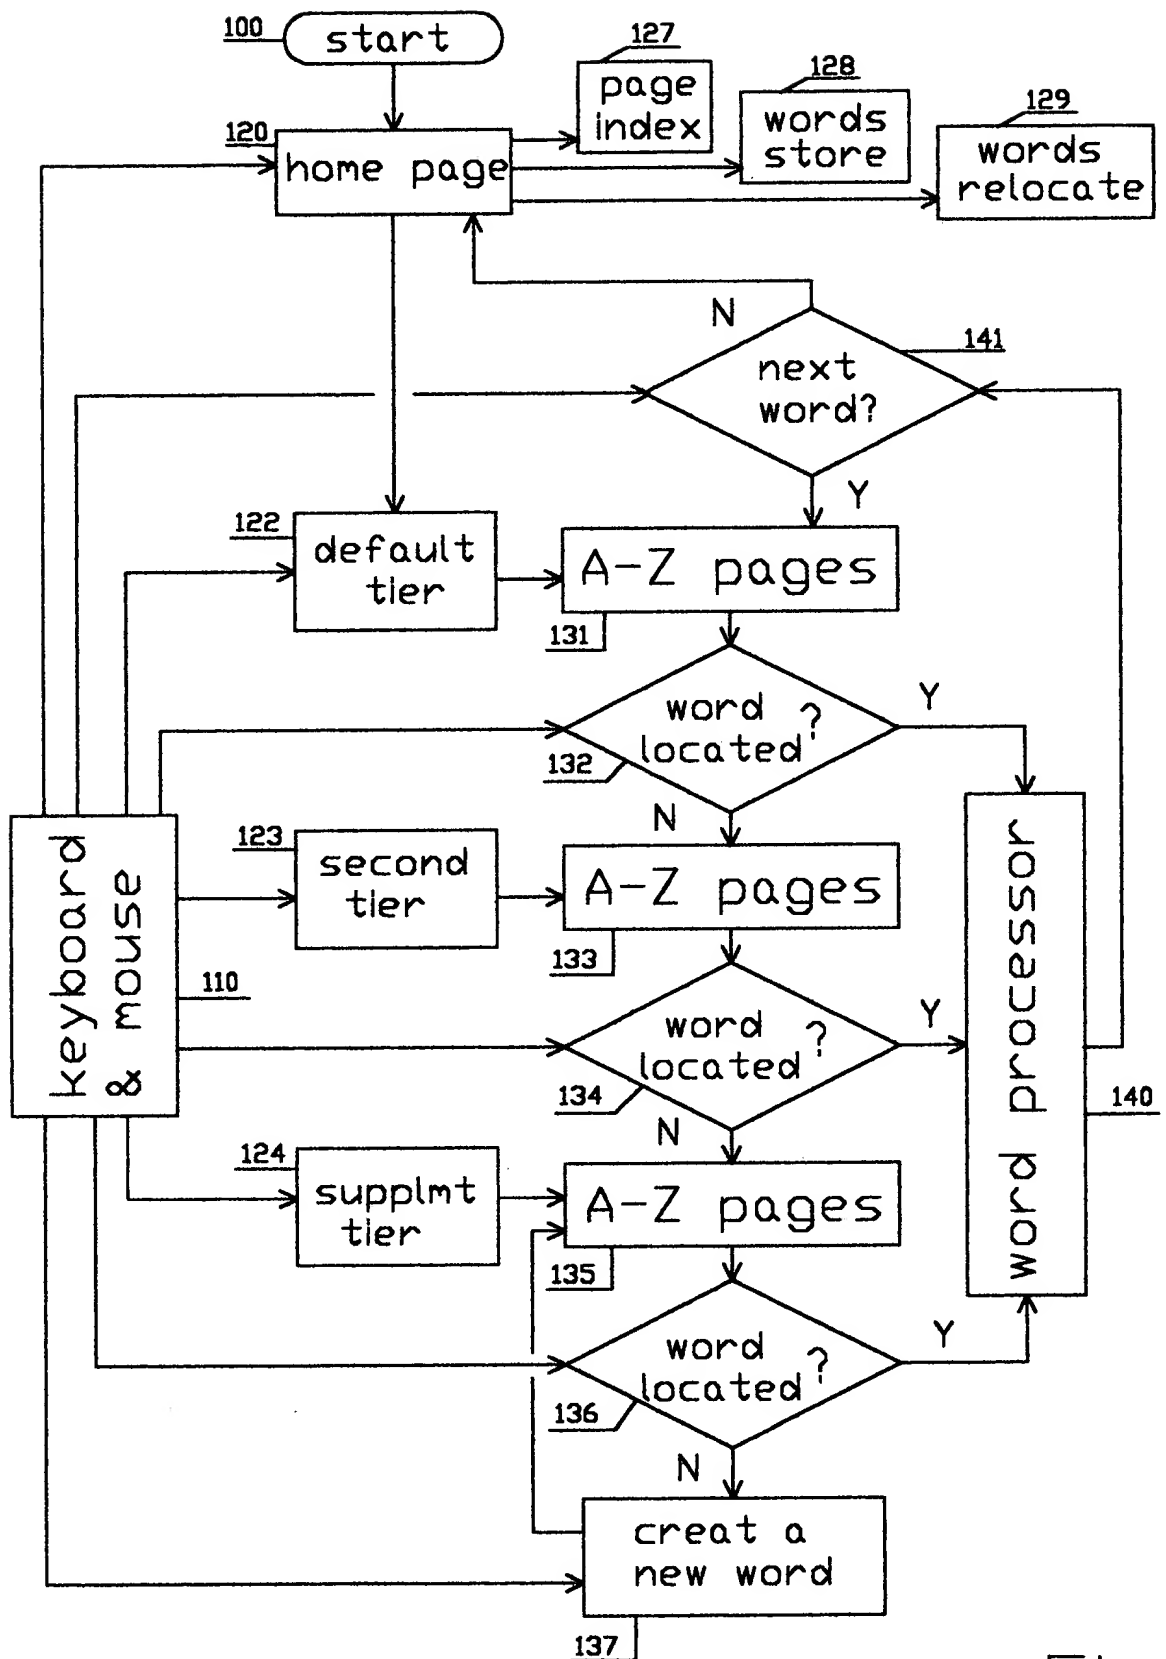 100
start
127
page
index
128
words
store
129
words
relocate
120
home page
N
141
next
word?
Y
122
default
tier
A-Z pages
131
word
located?
132
Y
N
123
second
tier
A-Z pages
133
keyboard
& mouse
110
word
located?
134
Y
N
word processor
140
124
supplmt
tier
A-Z pages
135
word
located?
136
Y
N
creat a
new word
137